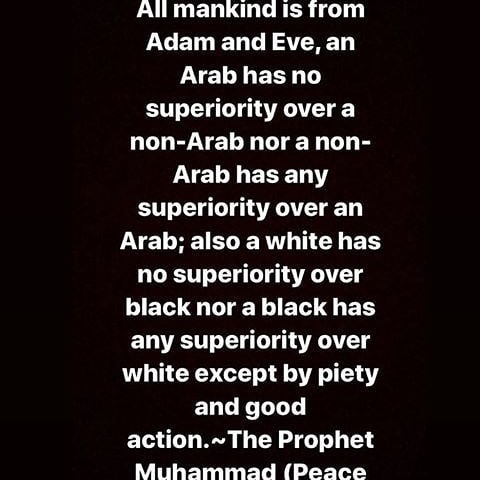 All mankind is from
Adam and Eve, an
Arab has no
superiority over a
non-Arab nor a non-
Arab has any
superiority over an
Arab; also a white has
no superiority over
black nor a black has
any superiority over
white except by piety
and good
action.~The Prophet
Muhammad (Peace